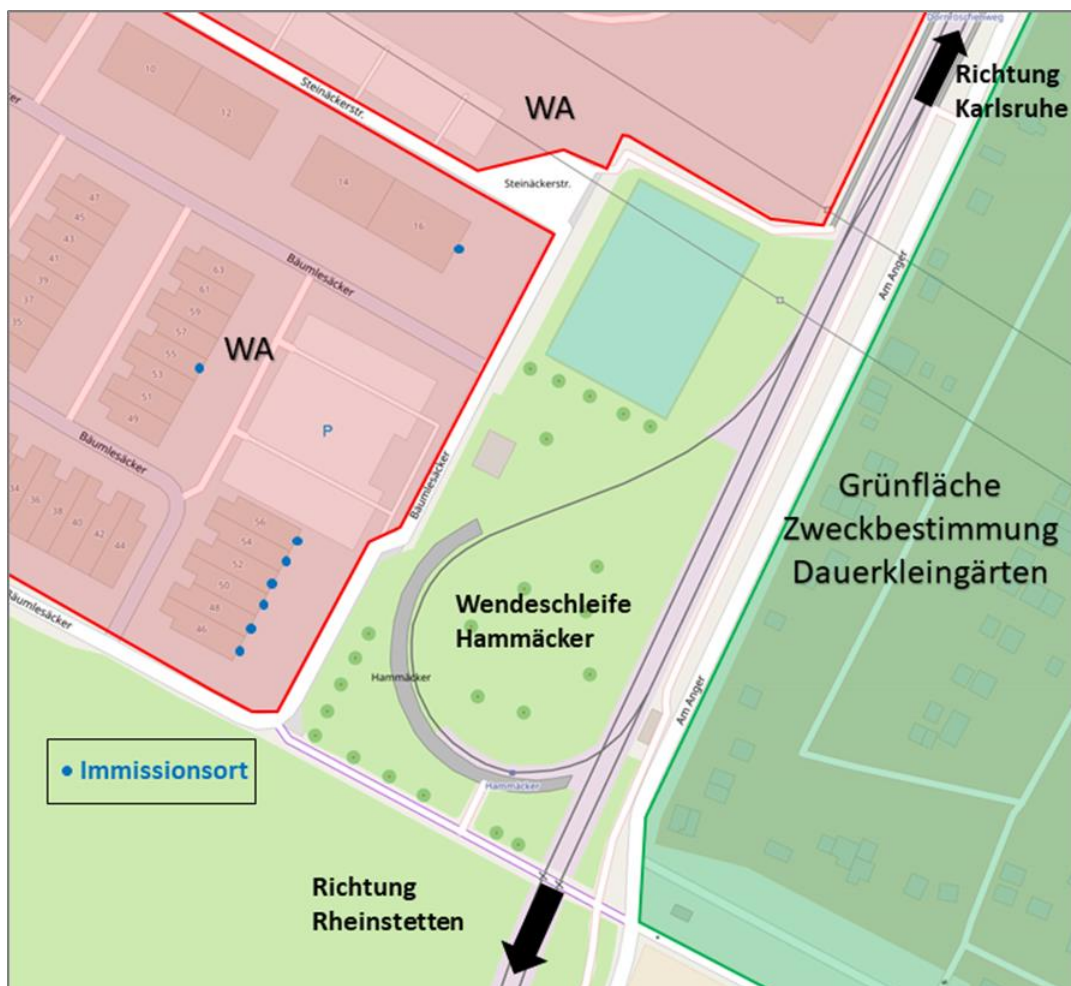 Dornröschenweg
Richtung
Karlsruhe
WA
Steinäckerstr.
10
12
14
16
Steinäckerstr.
Am Anger
47
45
43
41
39
37
35
Bäumlesäcker
63
61
59
57
55
53
51
49
WA
P
Bäumlesäcker
Bäumlesäcker
34
36
38
40
42
44
56
54
52
50
48
46
Bäumlesäcker
Grünfläche
Zweckbestimmung
Dauerkleingärten
Wendeschleife
Hammäcker
Hammäcker
Am Anger
Immissionsort
Hammäcker
Richtung
Rheinstetten